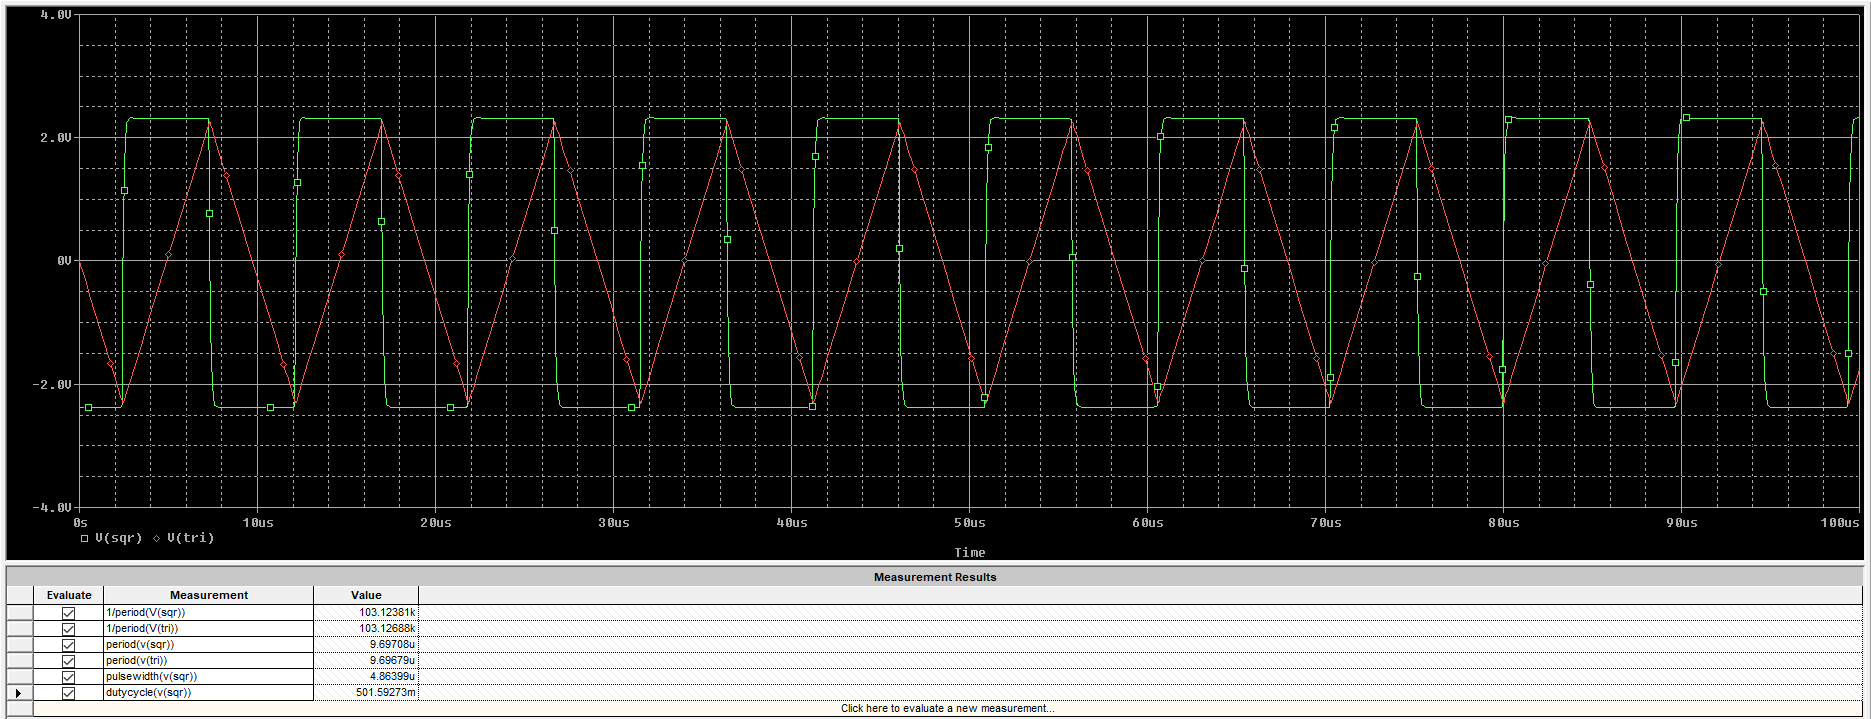 4.0V
2.0V
0V
-2.0V
-4.0V
0s 10us 20us 30us 40us 50us 60us 70us 80us 90us 100us
V(sqr) V(tri)
Time
Measurement Results
Evaluate Measurement Value
1/period(V(sqr)) 103.12381k
1/period(V(tri)) 103.12688k
period(v(sqr)) 9.69708u
period(v(tri)) 9.69679u
pulsewidth(v(sqr)) 4.86399u
dutycycle(v(sqr)) 501.59273m
Click here to evaluate a new measurement...